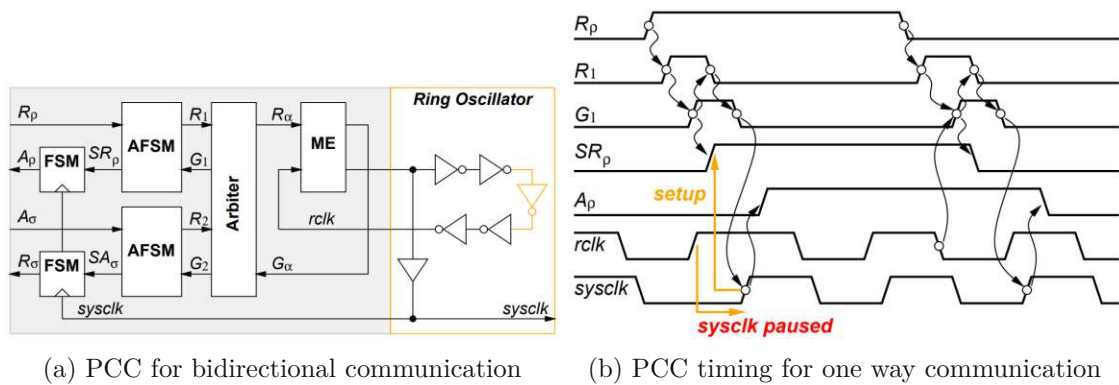 Ring Oscillator
Rρ
R1
Rα
AFSM
ME
Aρ
FSM
SRρ
G1
Arbiter
Aσ
R2
rclk
AFSM
Rσ
FSM
SAσ
G2
Gα
sysclk
sysclk
(a) PCC for bidirectional communication
Rρ
R1
G1
SRρ
setup
Aρ
rclk
sysclk
sysclk paused
(b) PCC timing for one way communication